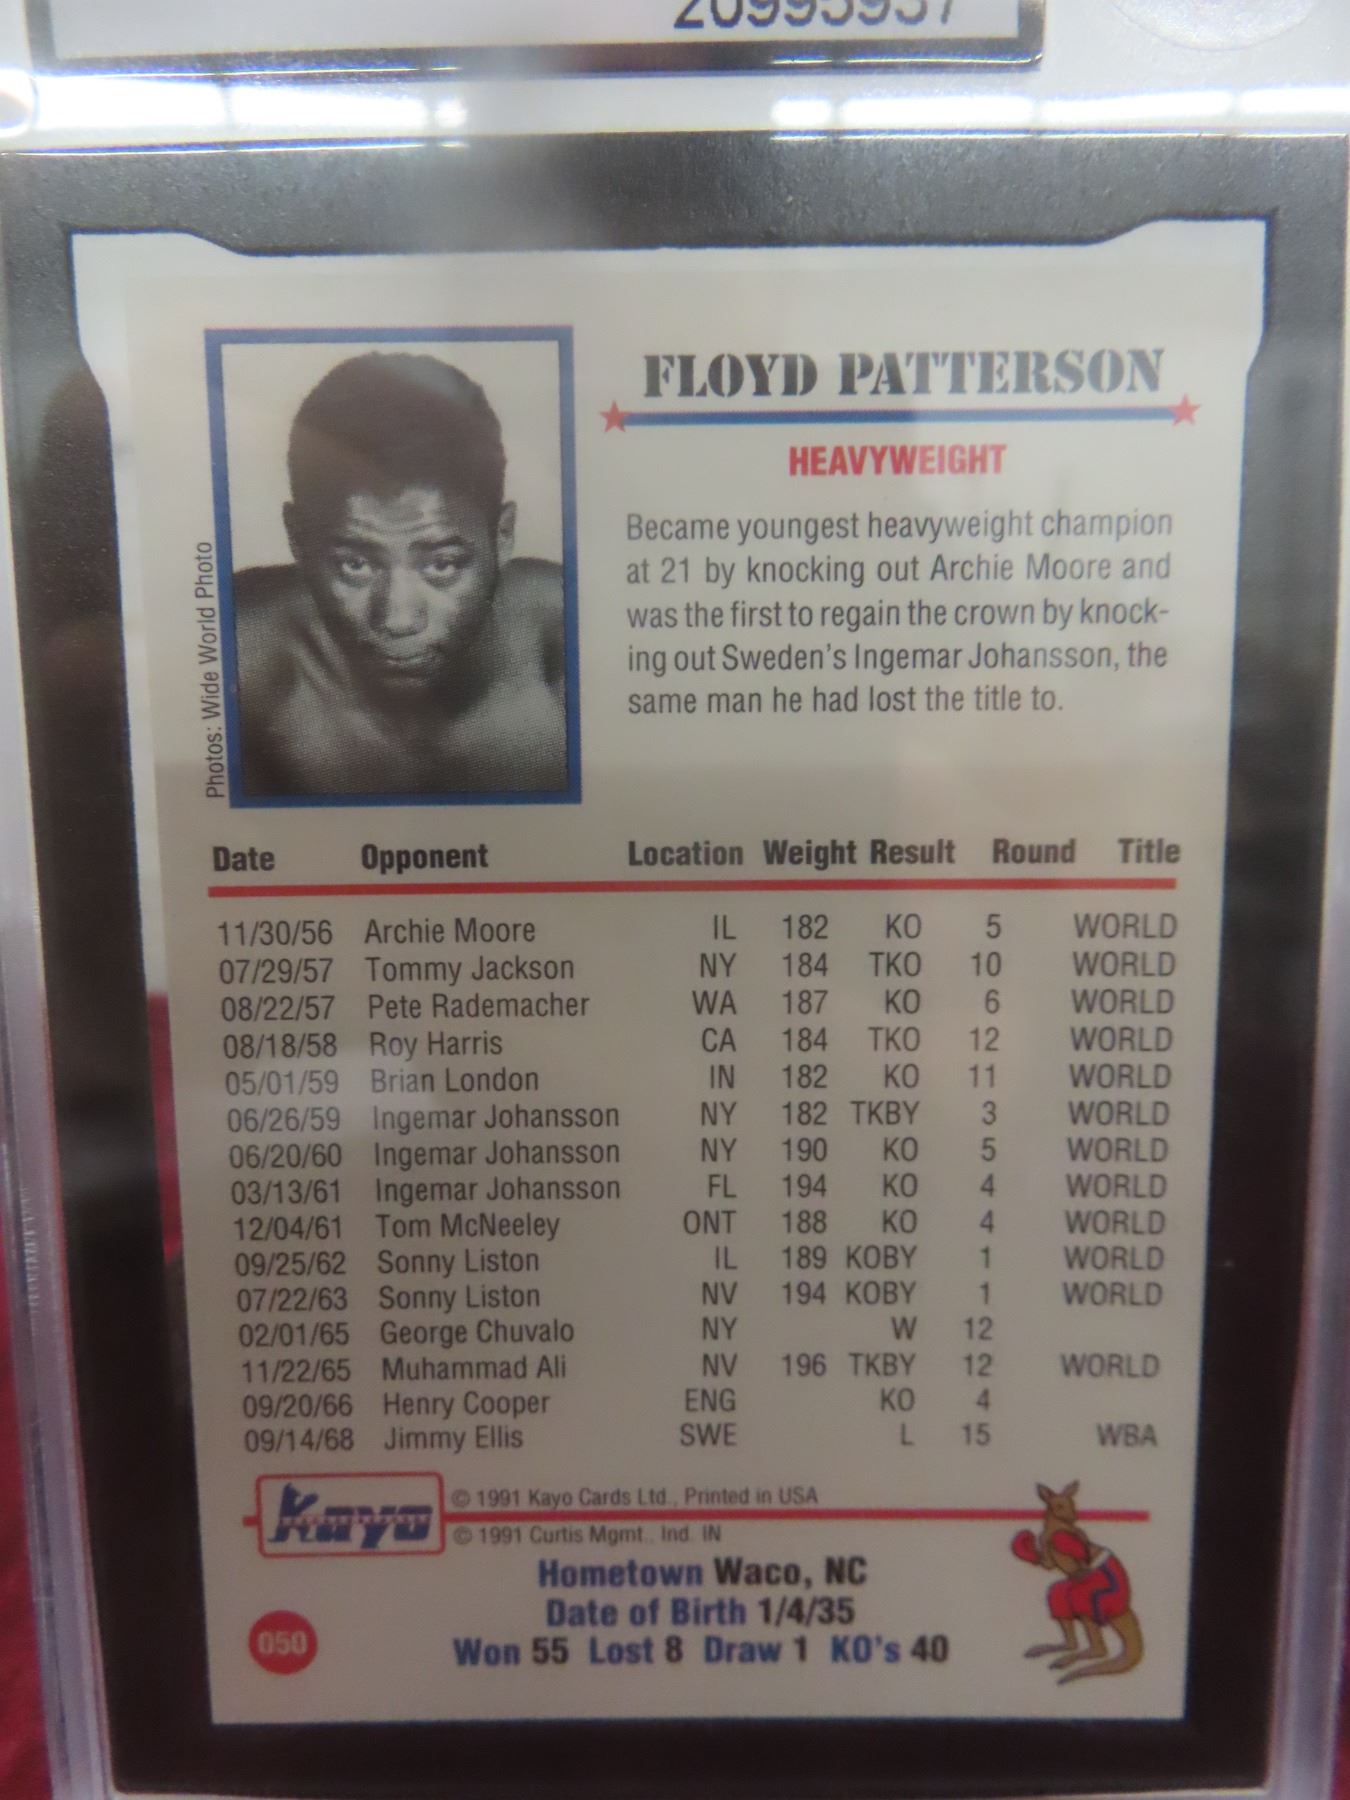 20995937
FLOYD PATTERSON
HEAVYWEIGHT
Became youngest heavyweight champion
at 21 by knocking out Archie Moore and
was the first to regain the crown by knock-
ing out Sweden's Ingemar Johansson, the
same man he had lost the title to.
Photos: Wide World Photo
Date Opponent Location Weight Result Round Title
11/30/56 Archie Moore IL 182 KO 5 WORLD
07/29/57 Tommy Jackson NY 184 TKO 10 WORLD
08/22/57 Pete Rademacher WA 187 KO 6 WORLD
08/18/58 Roy Harris CA 184 TKO 12 WORLD
05/01/59 Brian London IN 182 KO 11 WORLD
06/26/59 Ingemar Johansson NY 182 TKBY 3 WORLD
06/20/60 Ingemar Johansson NY 190 KO 5 WORLD
03/13/61 Ingemar Johansson FL 194 KO 4 WORLD
12/04/61 Tom McNeeley ONT 188 KO 4 WORLD
09/25/62 Sonny Liston IL 189 KOBY 1 WORLD
07/22/63 Sonny Liston NV 194 KOBY 1 WORLD
02/01/65 George Chuvalo NY W 12
11/22/65 Muhammad Ali NV 196 TKBY 12 WORLD
09/20/66 Henry Cooper ENG KO 4
09/14/68 Jimmy Ellis SWE L 15 WBA
Kayo
© 1991 Kayo Cards Ltd., Printed in USA
© 1991 Curtis Mgmt., Ind. IN
Hometown Waco, NC
Date of Birth 1/4/35
050
Won 55 Lost 8 Draw 1 KO's 40